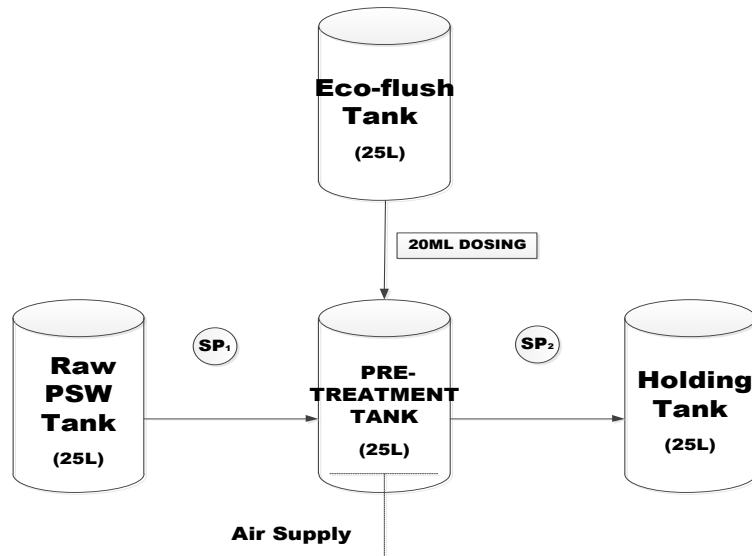 Eco-flush
Tank
(25L)
20ML DOSING
Raw
PSW
Tank
(25L)
SP₁
PRE-
TREATMENT
TANK
(25L)
SP₂
Holding
Tank
(25L)
Air Supply